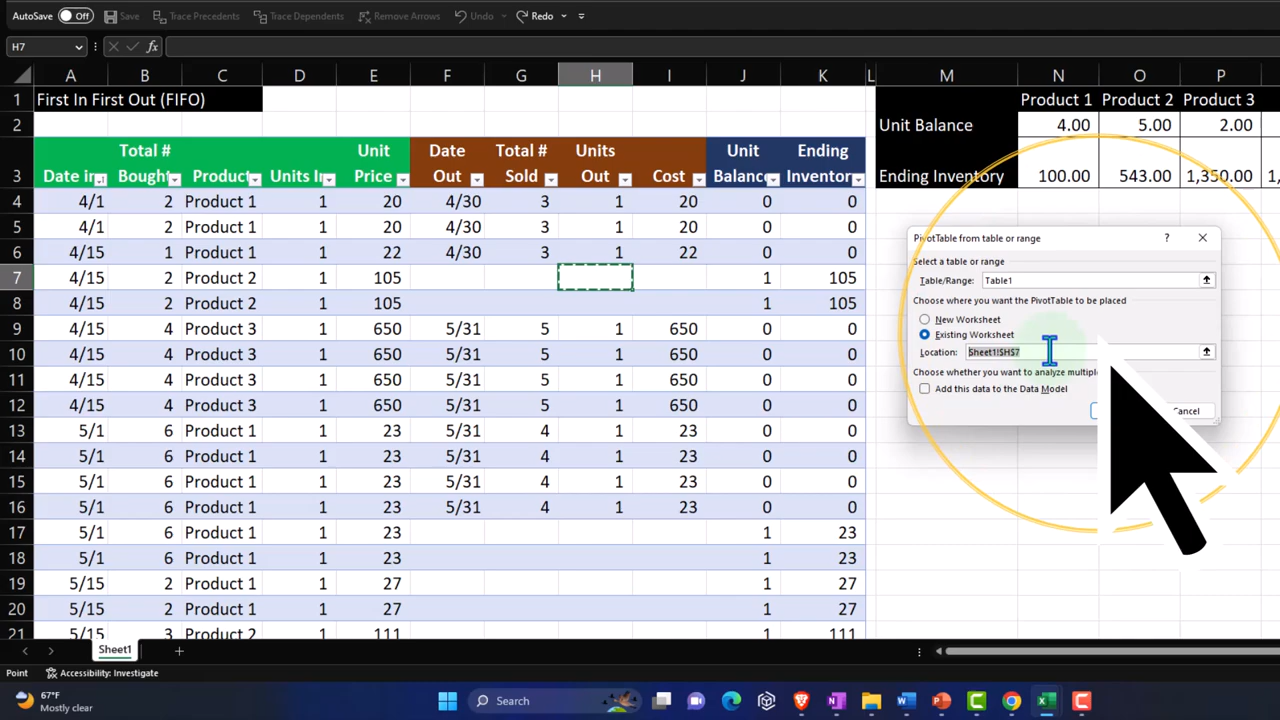 AutoSave Off Save Trace Precedents Trace Dependents Remove Arrows Undo Redo
H7 fx
A B C D E F G H I J K L M N O P
1 First In First Out (FIFO) Product 1 Product 2 Product 3
2 Unit Balance 4.00 5.00 2.00
Total # Unit Date Total # Units Unit Ending
3 Date in Bought Product Units In Price Out Sold Out Cost Balance Inventor Ending Inventory 100.00 543.00 1,350.00
4 4/1 2 Product 1 1 20 4/30 3 1 20 0 0
5 4/1 2 Product 1 1 20 4/30 3 1 20 0 0
6 4/15 1 Product 1 1 22 4/30 3 1 22 0 0
7 4/15 2 Product 2 1 105 1 105
8 4/15 2 Product 2 1 105 1 105
9 4/15 4 Product 3 1 650 5/31 5 1 650 0 0
10 4/15 4 Product 3 1 650 5/31 5 1 650 0 0
11 4/15 4 Product 3 1 650 5/31 5 1 650 0 0
12 4/15 4 Product 3 1 650 5/31 5 1 650 0 0
13 5/1 6 Product 1 1 23 5/31 4 1 23 0 0
14 5/1 6 Product 1 1 23 5/31 4 1 23 0 0
15 5/1 6 Product 1 1 23 5/31 4 1 23 0 0
16 5/1 6 Product 1 1 23 5/31 4 1 23 0 0
17 5/1 6 Product 1 1 23 1 23
18 5/1 6 Product 1 1 23 1 23
19 5/15 2 Product 1 1 27 1 27
20 5/15 2 Product 1 1 27 1 27
21 5/15 3 Product 2 1 111 1 111
PivotTable from table or range ?
Select a table or range
Table/Range: Table1
Choose where you want the PivotTable to be placed
New Worksheet
Existing Worksheet
Location: Sheet1!$H$7
Choose whether you want to analyze multiple
Add this data to the Data Model
Cancel
Sheet1
Point Accessibility: Investigate
67°F
Mostly clear
Search